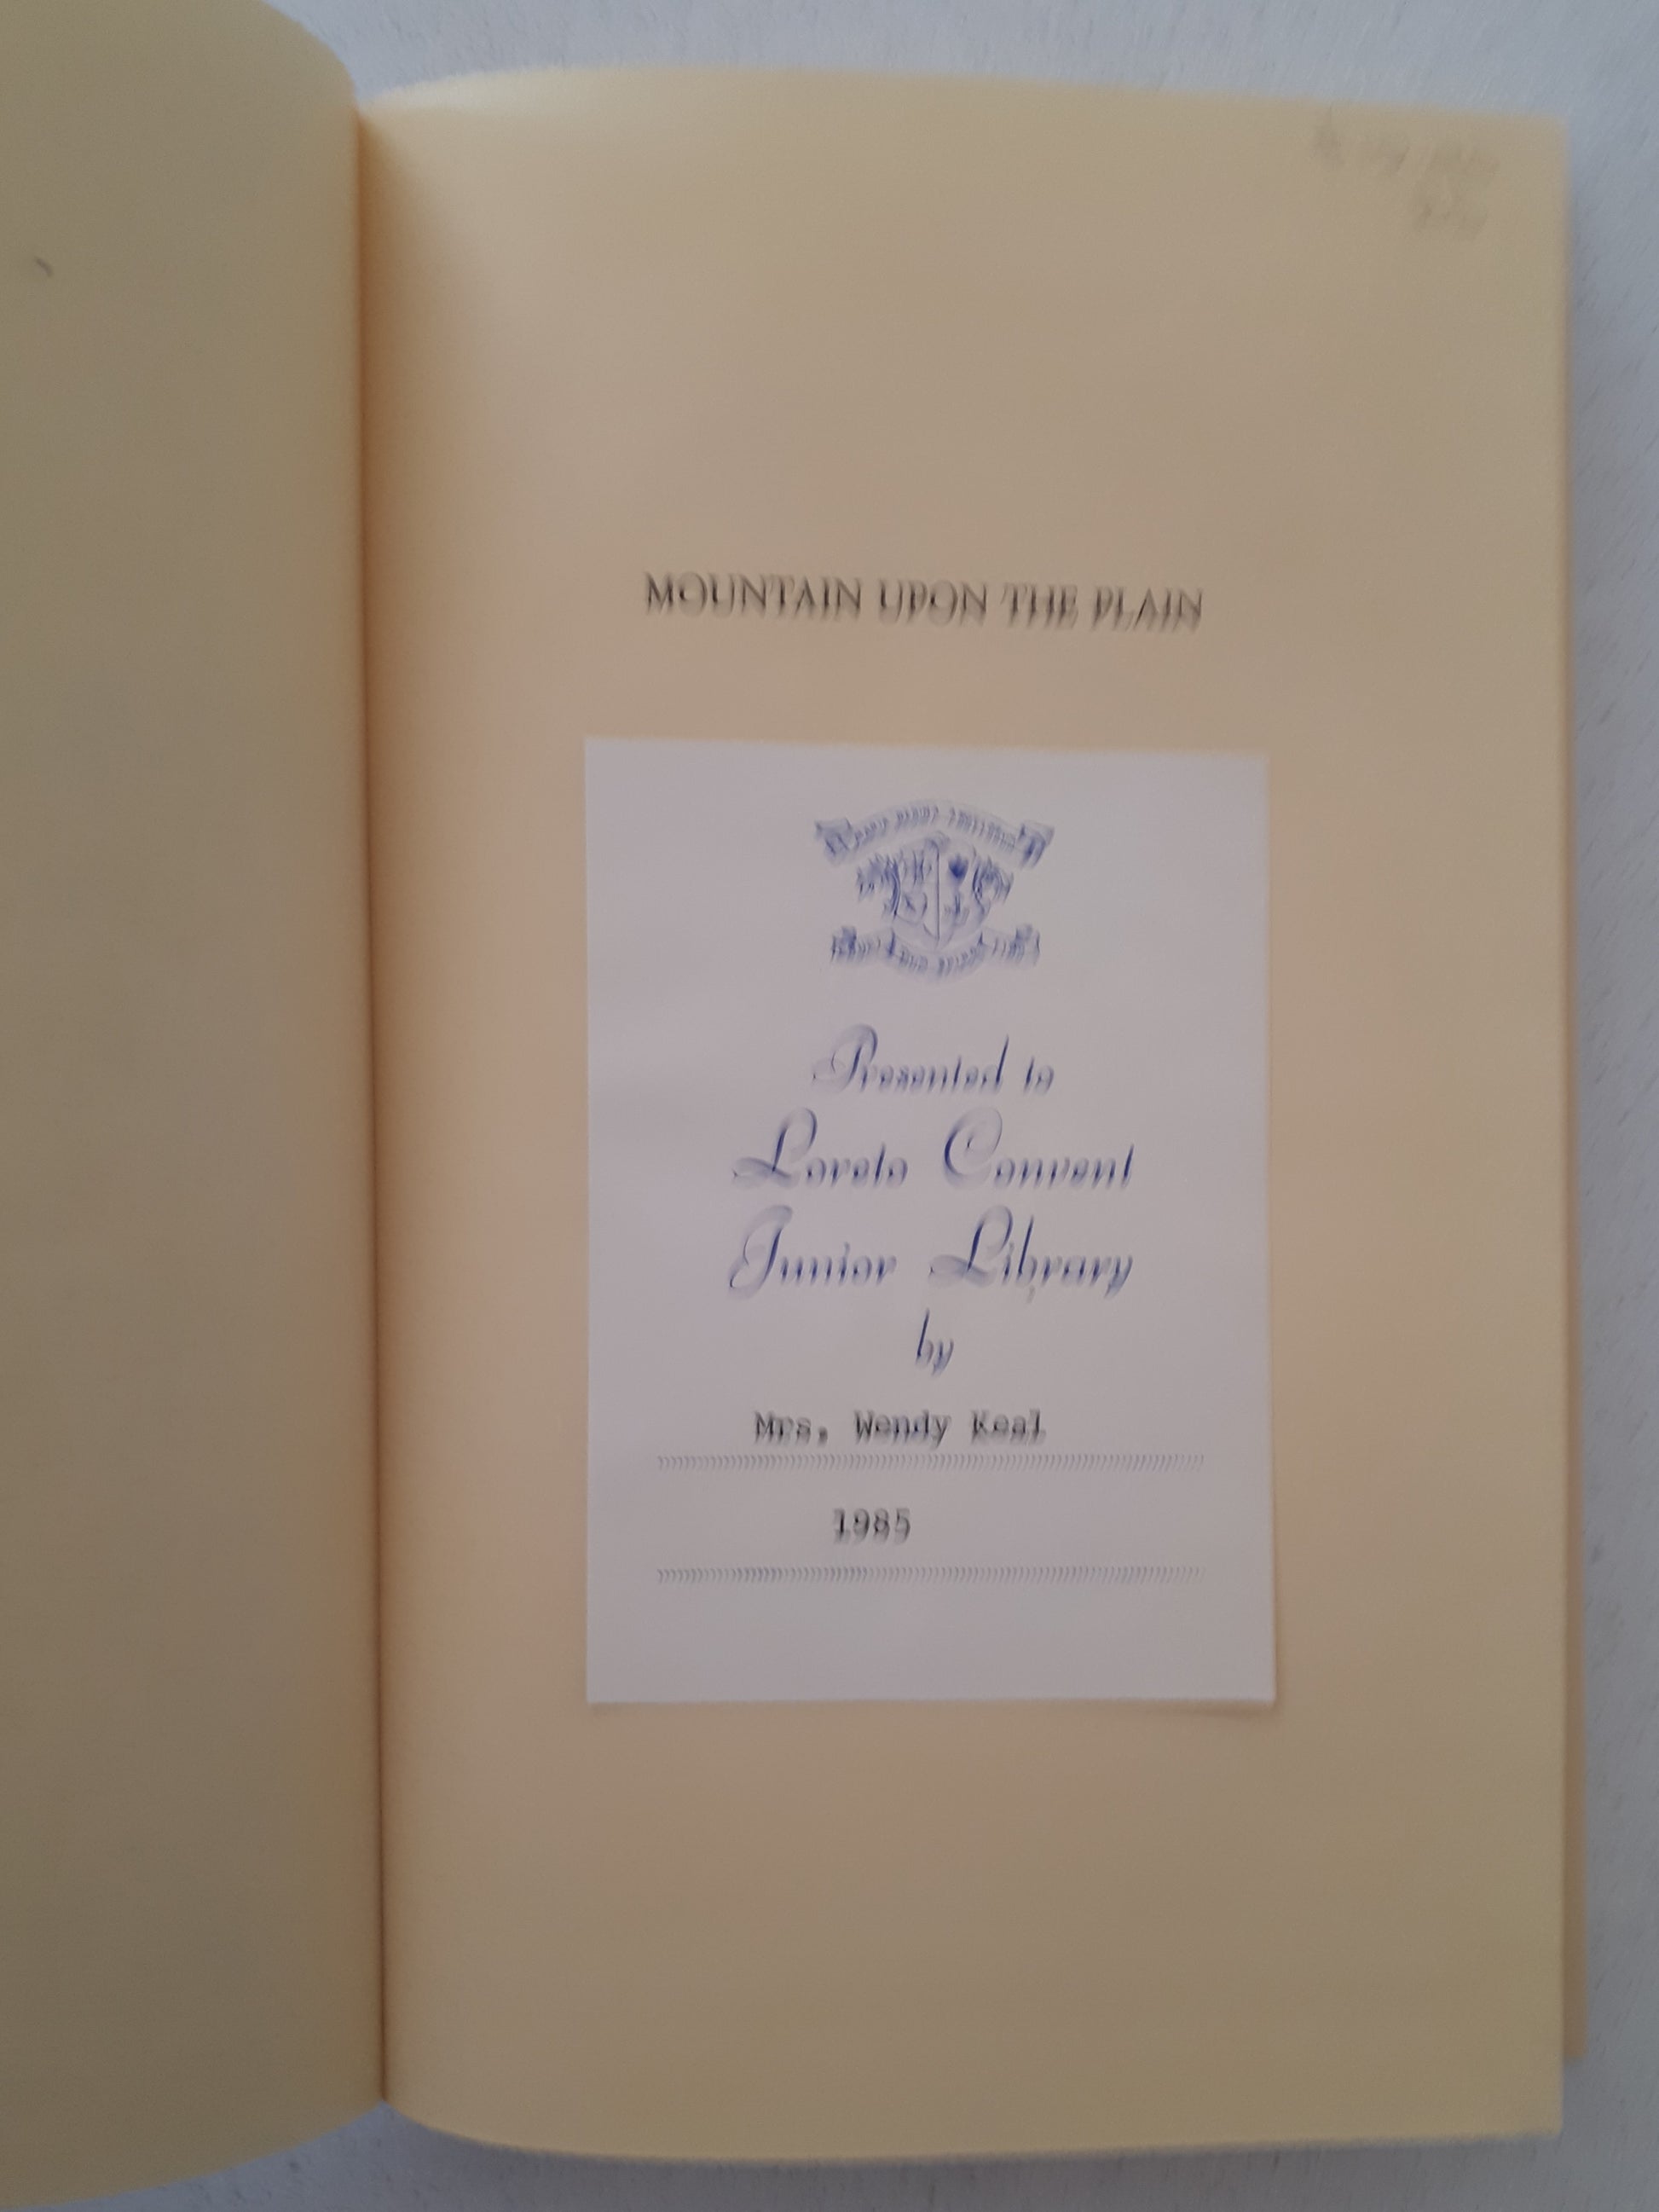 MOUNTAIN UPON THE PLAIN
Presented to
Loreto Convent
Junior Library
by
Mrs. Wendy Keal
1985